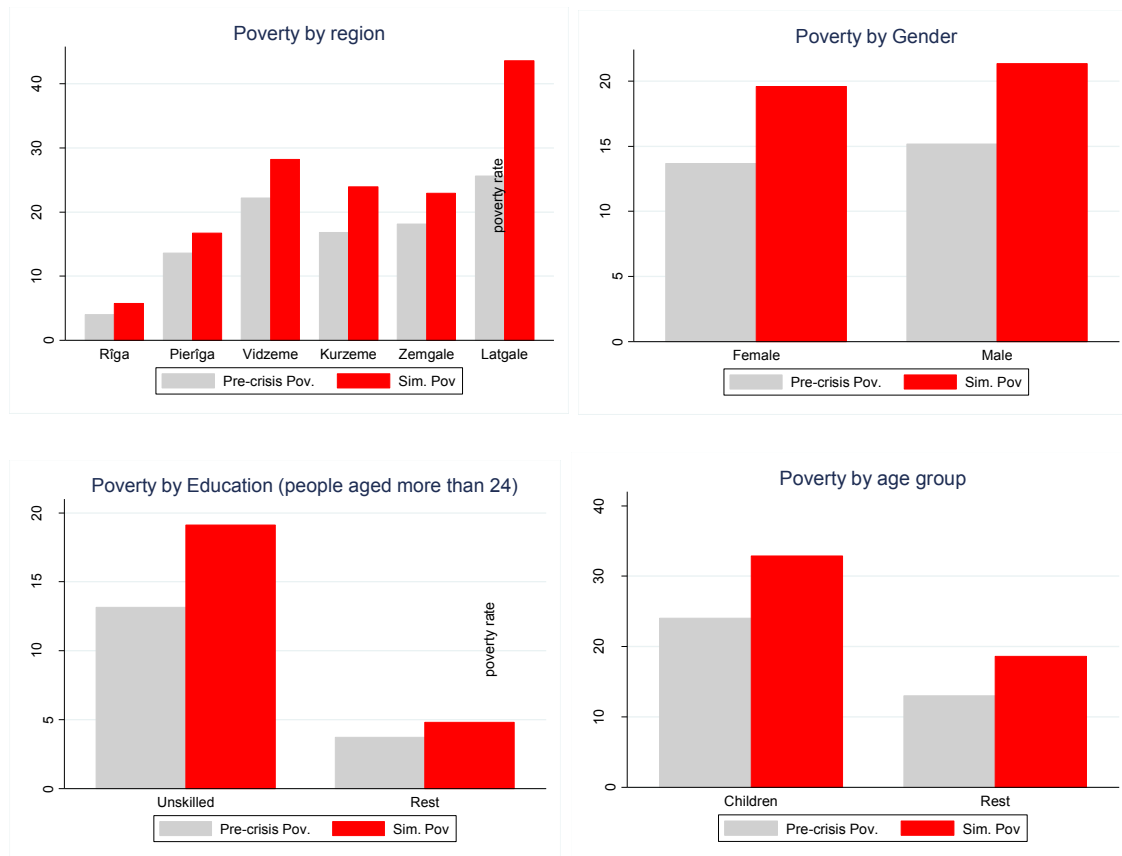 Poverty by region
40
30
20
10
0
poverty rate
Rīga Pierīga Vidzeme Kurzeme Zemgale Latgale
Pre-crisis Pov. Sim. Pov
Poverty by Gender
20
15
10
5
0
Female Male
Pre-crisis Pov. Sim. Pov
Poverty by Education (people aged more than 24)
20
15
10
5
0
poverty rate
Unskilled Rest
Pre-crisis Pov. Sim. Pov
Poverty by age group
40
30
20
10
0
Children Rest
Pre-crisis Pov. Sim. Pov